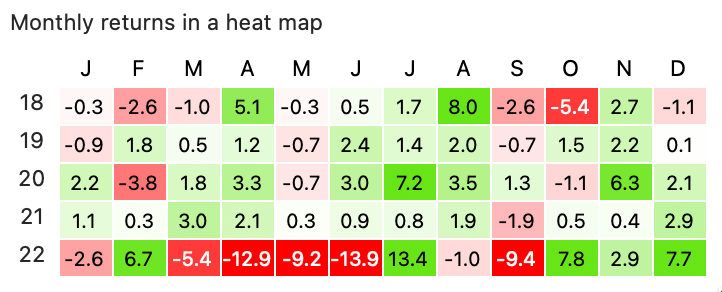 Monthly returns in a heat map
J F M A M J J A S O N D
18 -0.3 -2.6 -1.0 5.1 -0.3 0.5 1.7 8.0 -2.6 -5.4 2.7 -1.1
19 -0.9 1.8 0.5 1.2 -0.7 2.4 1.4 2.0 -0.7 1.5 2.2 0.1
20 2.2 -3.8 1.8 3.3 -0.7 3.0 7.2 3.5 1.3 -1.1 6.3 2.1
21 1.1 0.3 3.0 2.1 0.3 0.9 0.8 1.9 -1.9 0.5 0.4 2.9
22 -2.6 6.7 -5.4 -12.9 -9.2 -13.9 13.4 -1.0 -9.4 7.8 2.9 7.7